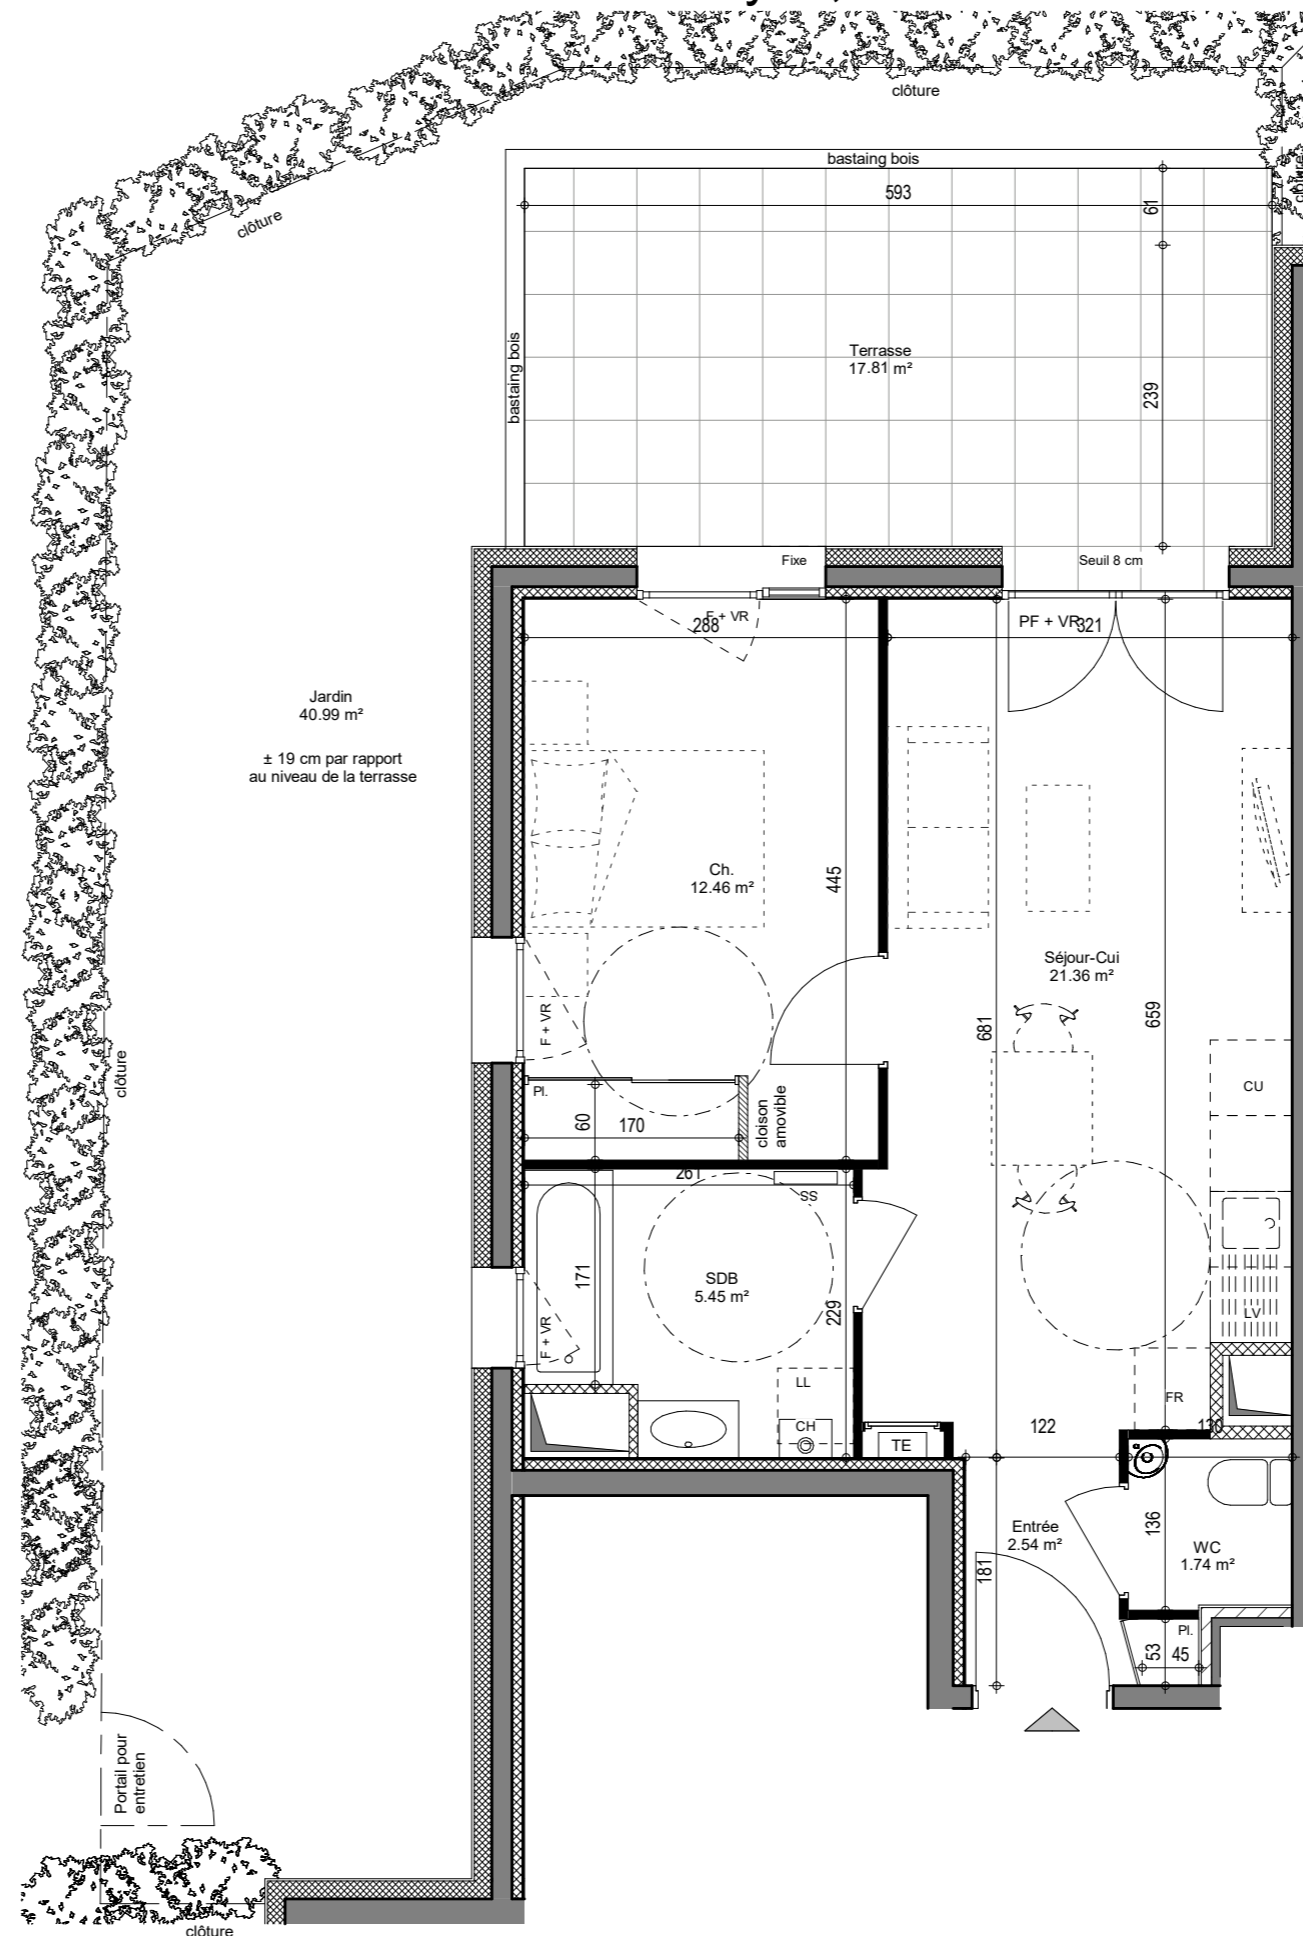 clôture
bastaing bois
clôture
593
61
clôture
bastaing bois
Terrasse
17.81 m²
239
Fixe
Seuil 8 cm
F + VR
288
PF + VR
321
Jardin
40.99 m²
± 19 cm par rapport
au niveau de la terrasse
Ch.
12.46 m²
445
Séjour-Cui
21.36 m²
F + VR
681
659
clôture
CU
Pl.
60
170
cloison
amovible
261
SS
171
SDB
5.45 m²
229
F + VR
LV
LL
FR
CH
TE
122
130
Entrée
2.54 m²
136
WC
1.74 m²
181
Pl.
53
45
Portail pour
entretien
clôture